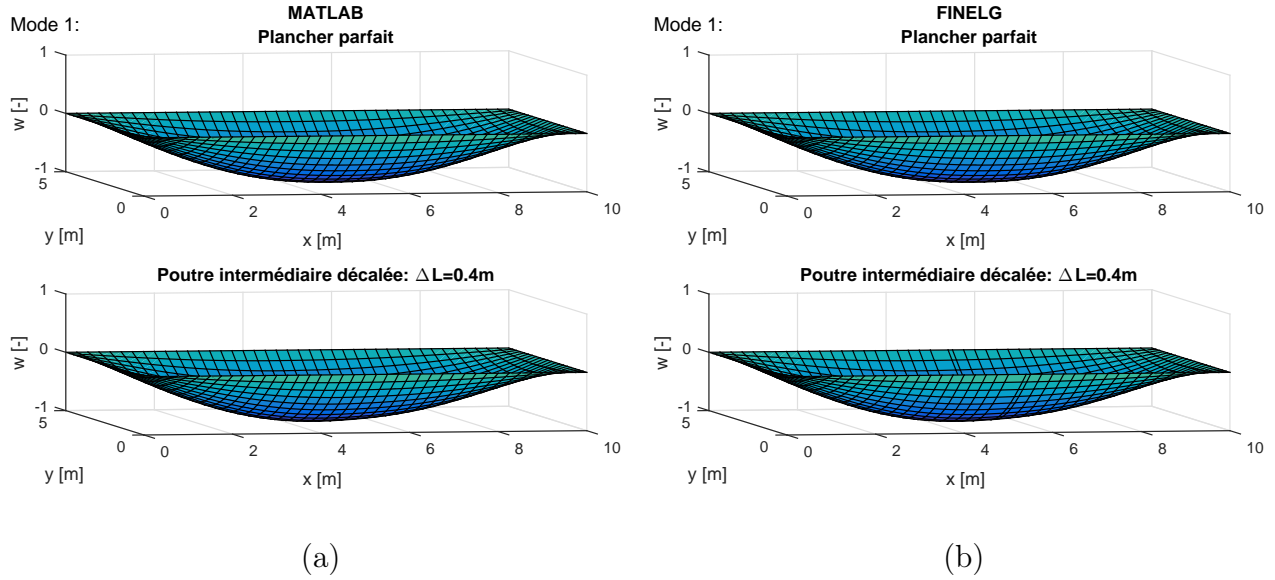 MATLAB
Mode 1:
Plancher parfait
1
0
-1
w [-]
5
0
y [m]
0
2
4
6
8
10
x [m]
Poutre intermédiaire décalée: Δ L=0.4m
1
0
-1
w [-]
5
0
y [m]
0
2
4
6
8
10
x [m]
(a)
FINELG
Mode 1:
Plancher parfait
1
0
-1
w [-]
5
0
y [m]
0
2
4
6
8
10
x [m]
Poutre intermédiaire décalée: Δ L=0.4m
1
0
-1
w [-]
5
0
y [m]
0
2
4
6
8
10
x [m]
(b)